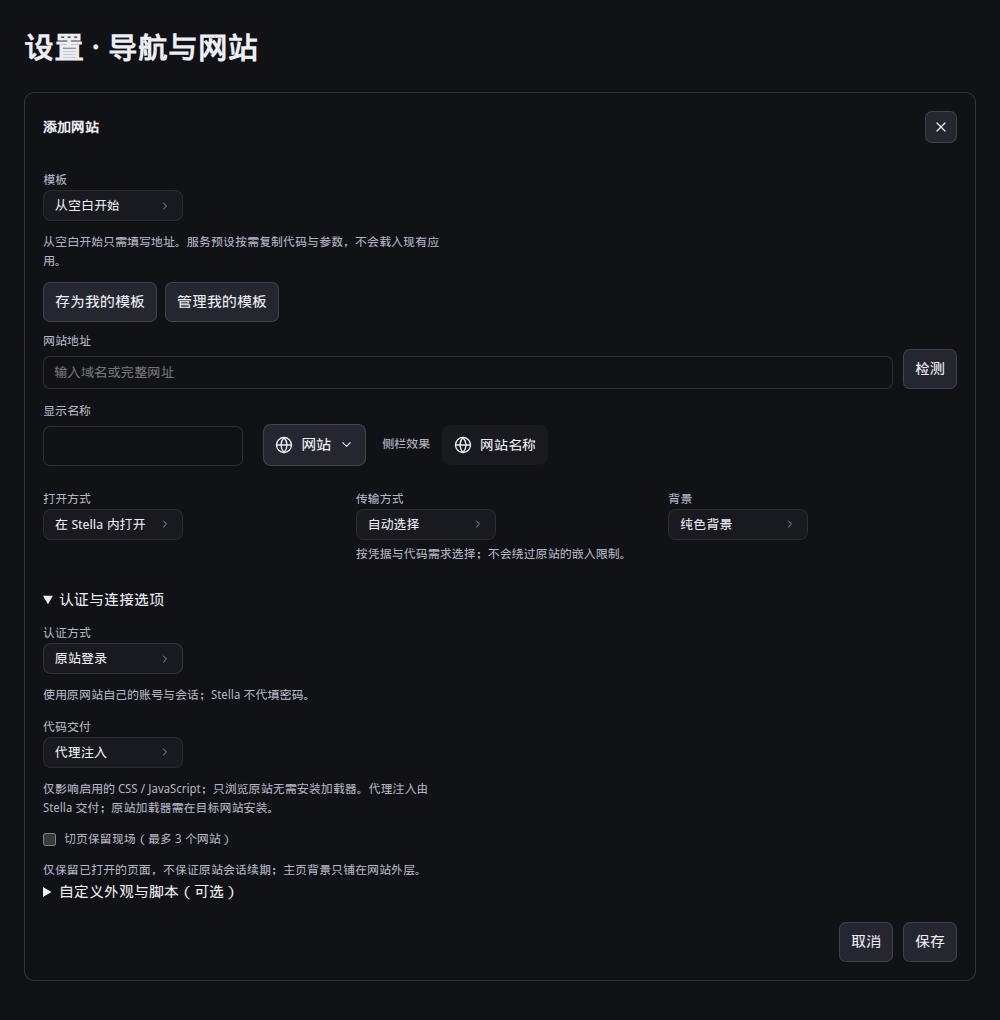 设置 · 导航与网站
添加网站
模板
从空白开始
从空白开始只需填写地址。服务预设按需复制代码与参数，不会载入现有应
用。
存为我的模板 管理我的模板
网站地址
输入域名或完整网址 检测
显示名称
网站 侧栏效果 网站名称
打开方式 传输方式 背景
在 Stella 内打开 自动选择 纯色背景
按凭据与代码需求选择；不会绕过原站的嵌入限制。
认证与连接选项
认证方式
原站登录
使用原网站自己的账号与会话；Stella 不代填密码。
代码交付
代理注入
仅影响启用的 CSS / JavaScript；只浏览原站无需安装加载器。代理注入由
Stella 交付；原站加载器需在目标网站安装。
切页保留现场（最多 3 个网站）
仅保留已打开的页面，不保证原站会话续期；主页背景只铺在网站外层。
自定义外观与脚本（可选）
取消 保存